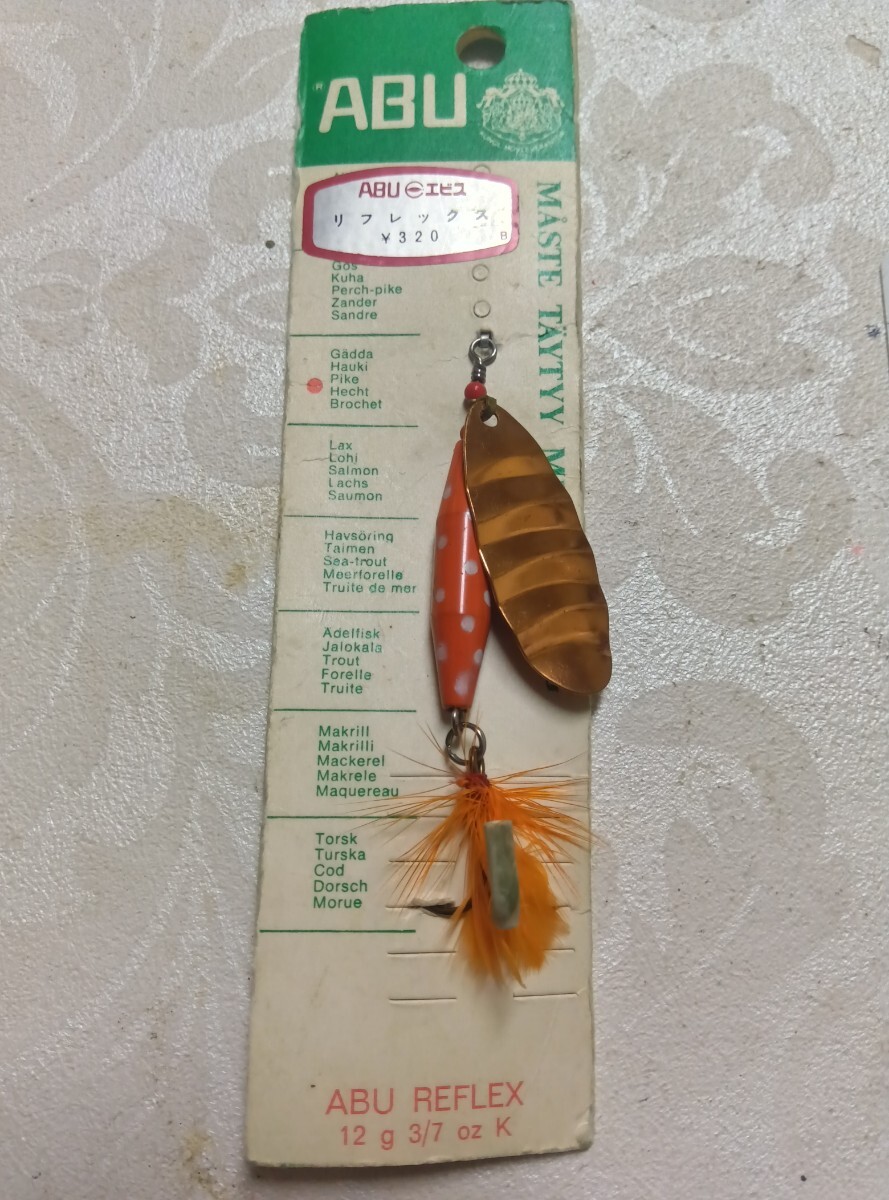 ® ABU
ABU エビス
リフレックス
¥320
B
MÅSTE TÄYTYY M
Gös
Kuha
Perch-pike
Zander
Sandre
Gädda
Hauki
Pike
Hecht
Brochet
Lax
Lohi
Salmon
Lachs
Saumon
Havsöring
Taimen
Sea-trout
Meerforelle
Truite de mer
Ädelfisk
Jalokala
Trout
Forelle
Truite
Makrill
Makrilli
Mackerel
Makrele
Maquereau
Torsk
Turska
Cod
Dorsch
Morue
ABU REFLEX
12 g 3/7 oz K